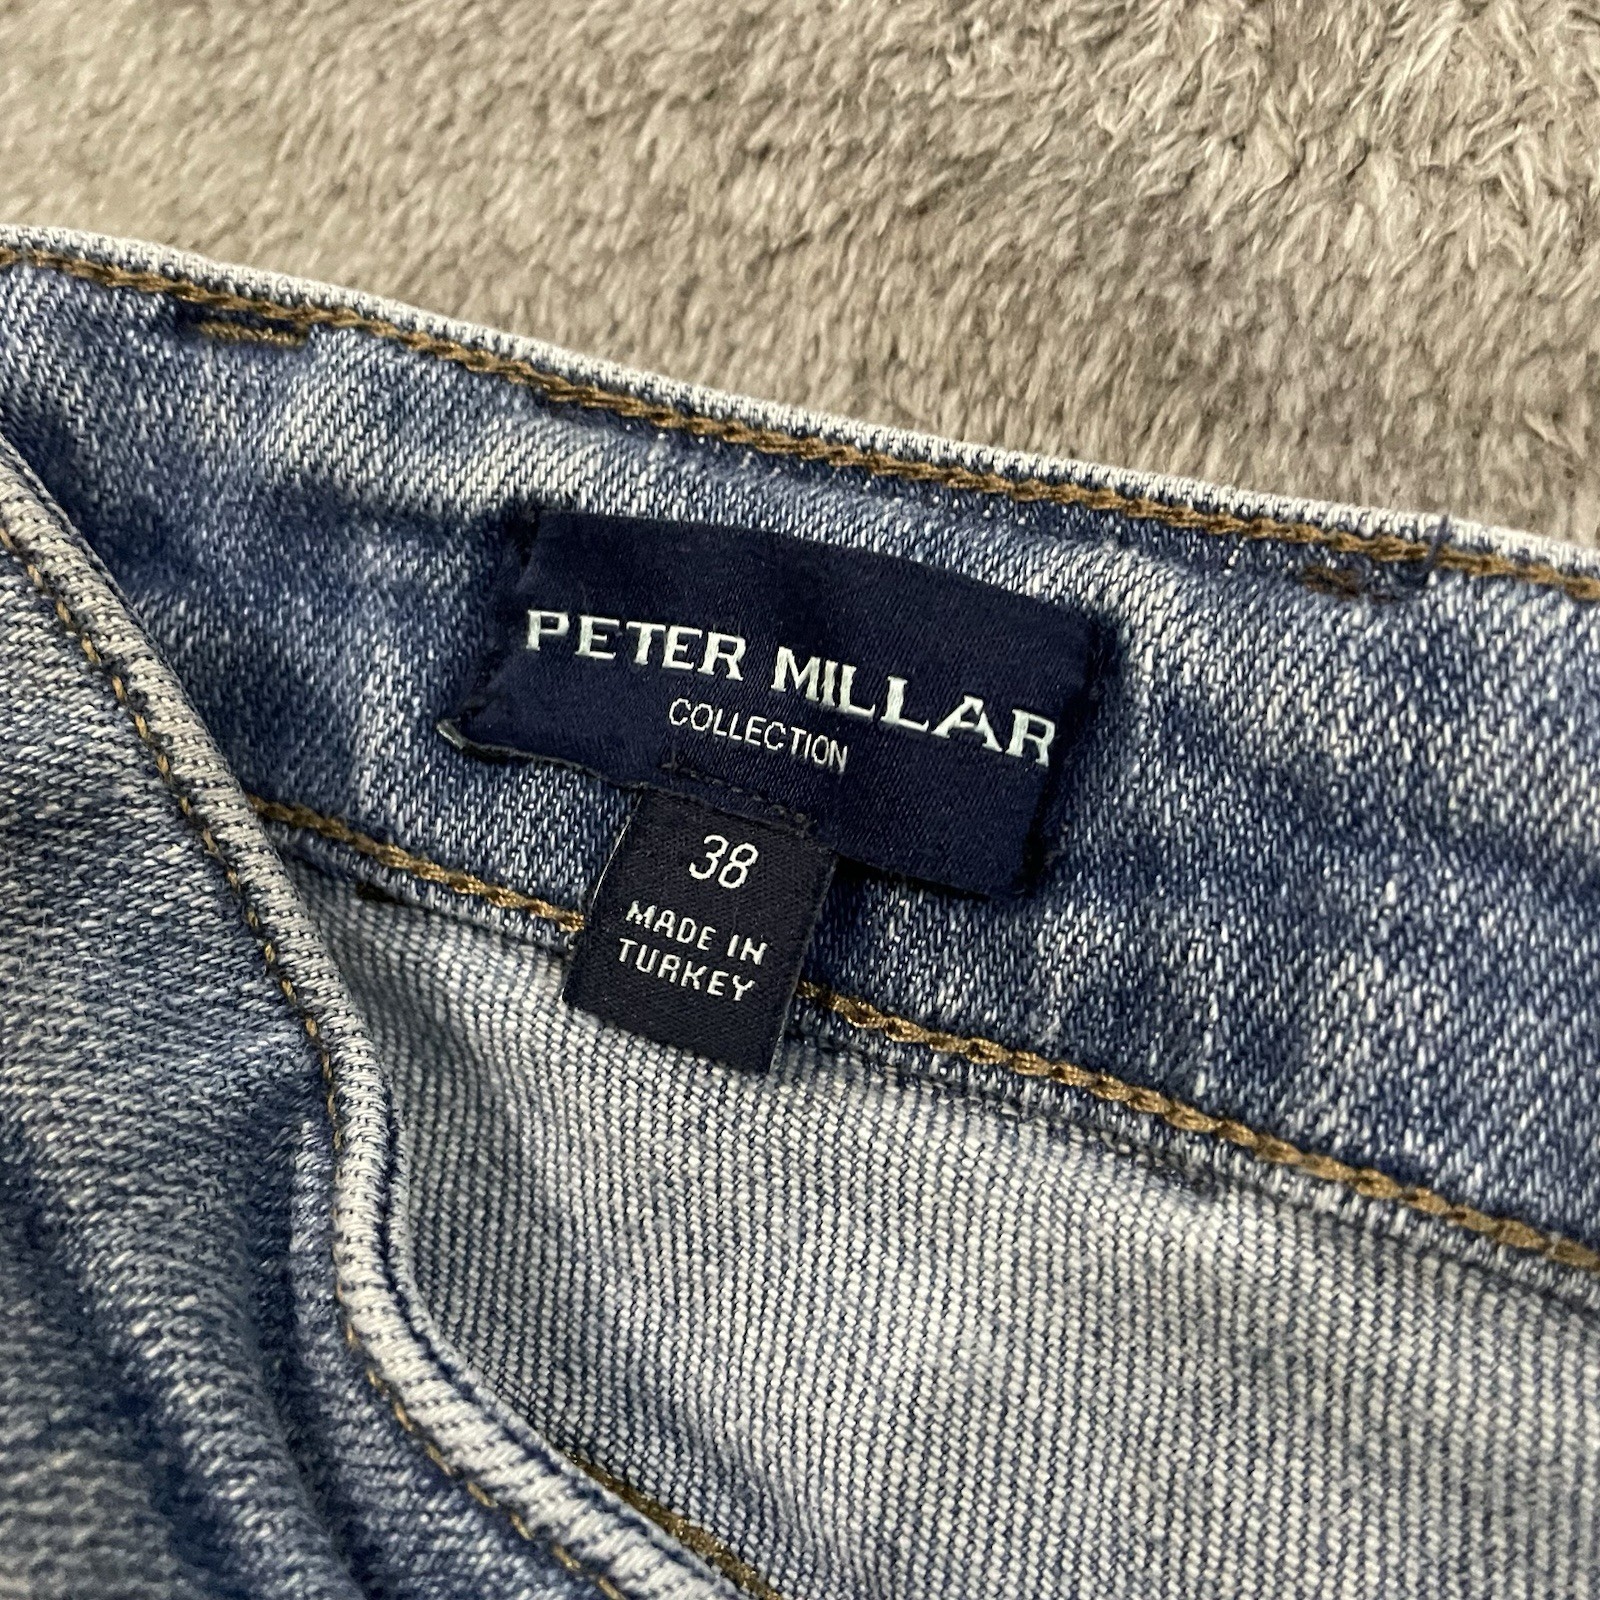 PETER MILLAR
COLLECTION
38
MADE IN
TURKEY